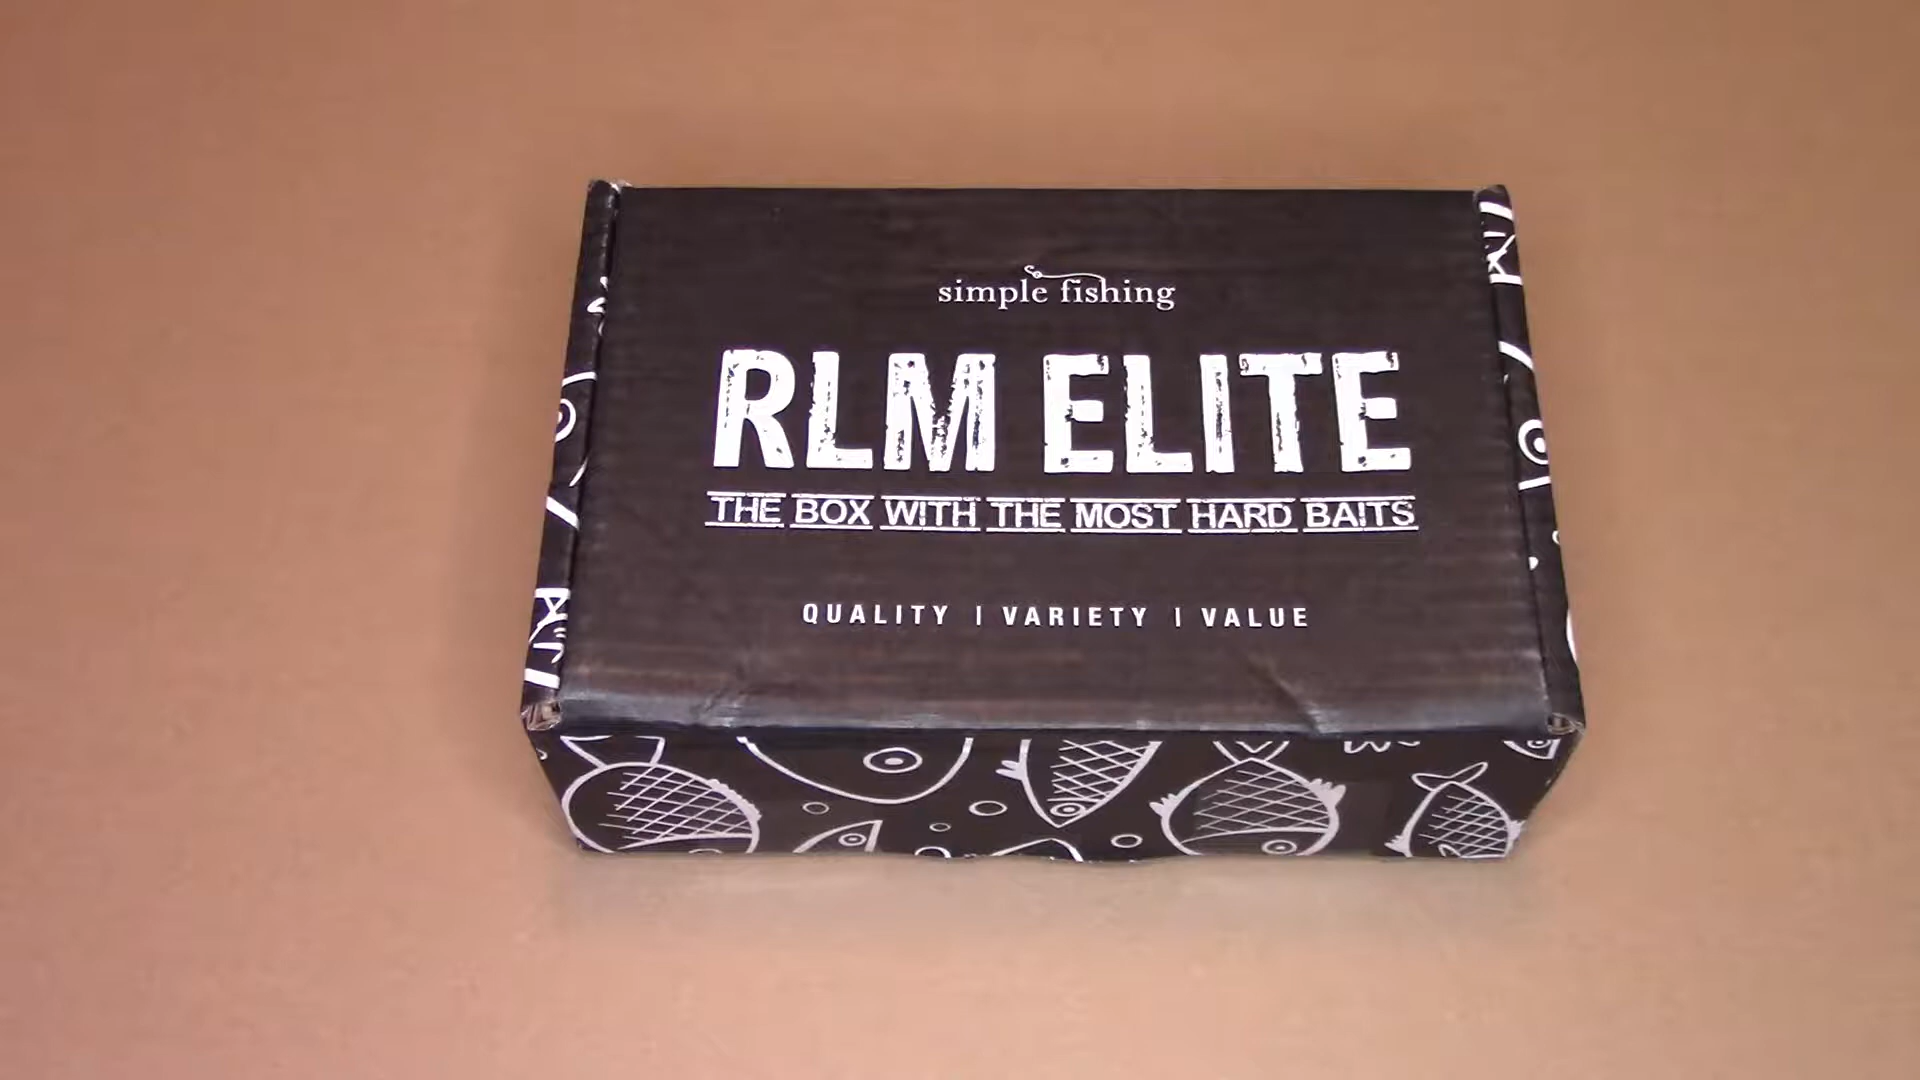 simple fishing
RLM ELITE
THE BOX WITH THE MOST HARD BAITS
QUALITY | VARIETY | VALUE